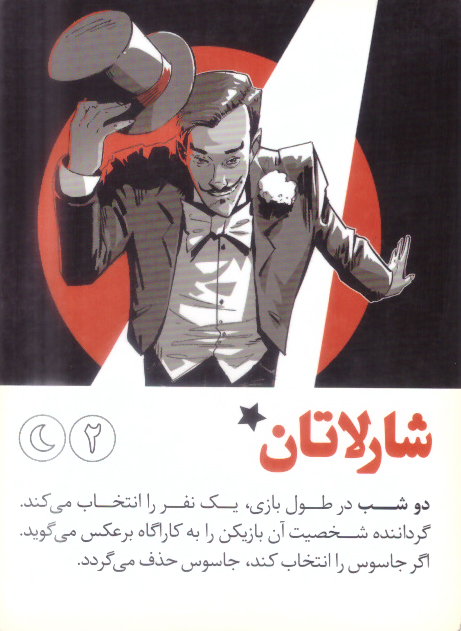 شارلاتان
۲
دو شب در طول بازی، یک نفر را انتخاب می‌کند.
گرداننده شخصیت آن بازیکن را به کاراگاه برعکس می‌گوید.
اگر جاسوس را انتخاب کند، جاسوس حذف می‌گردد.